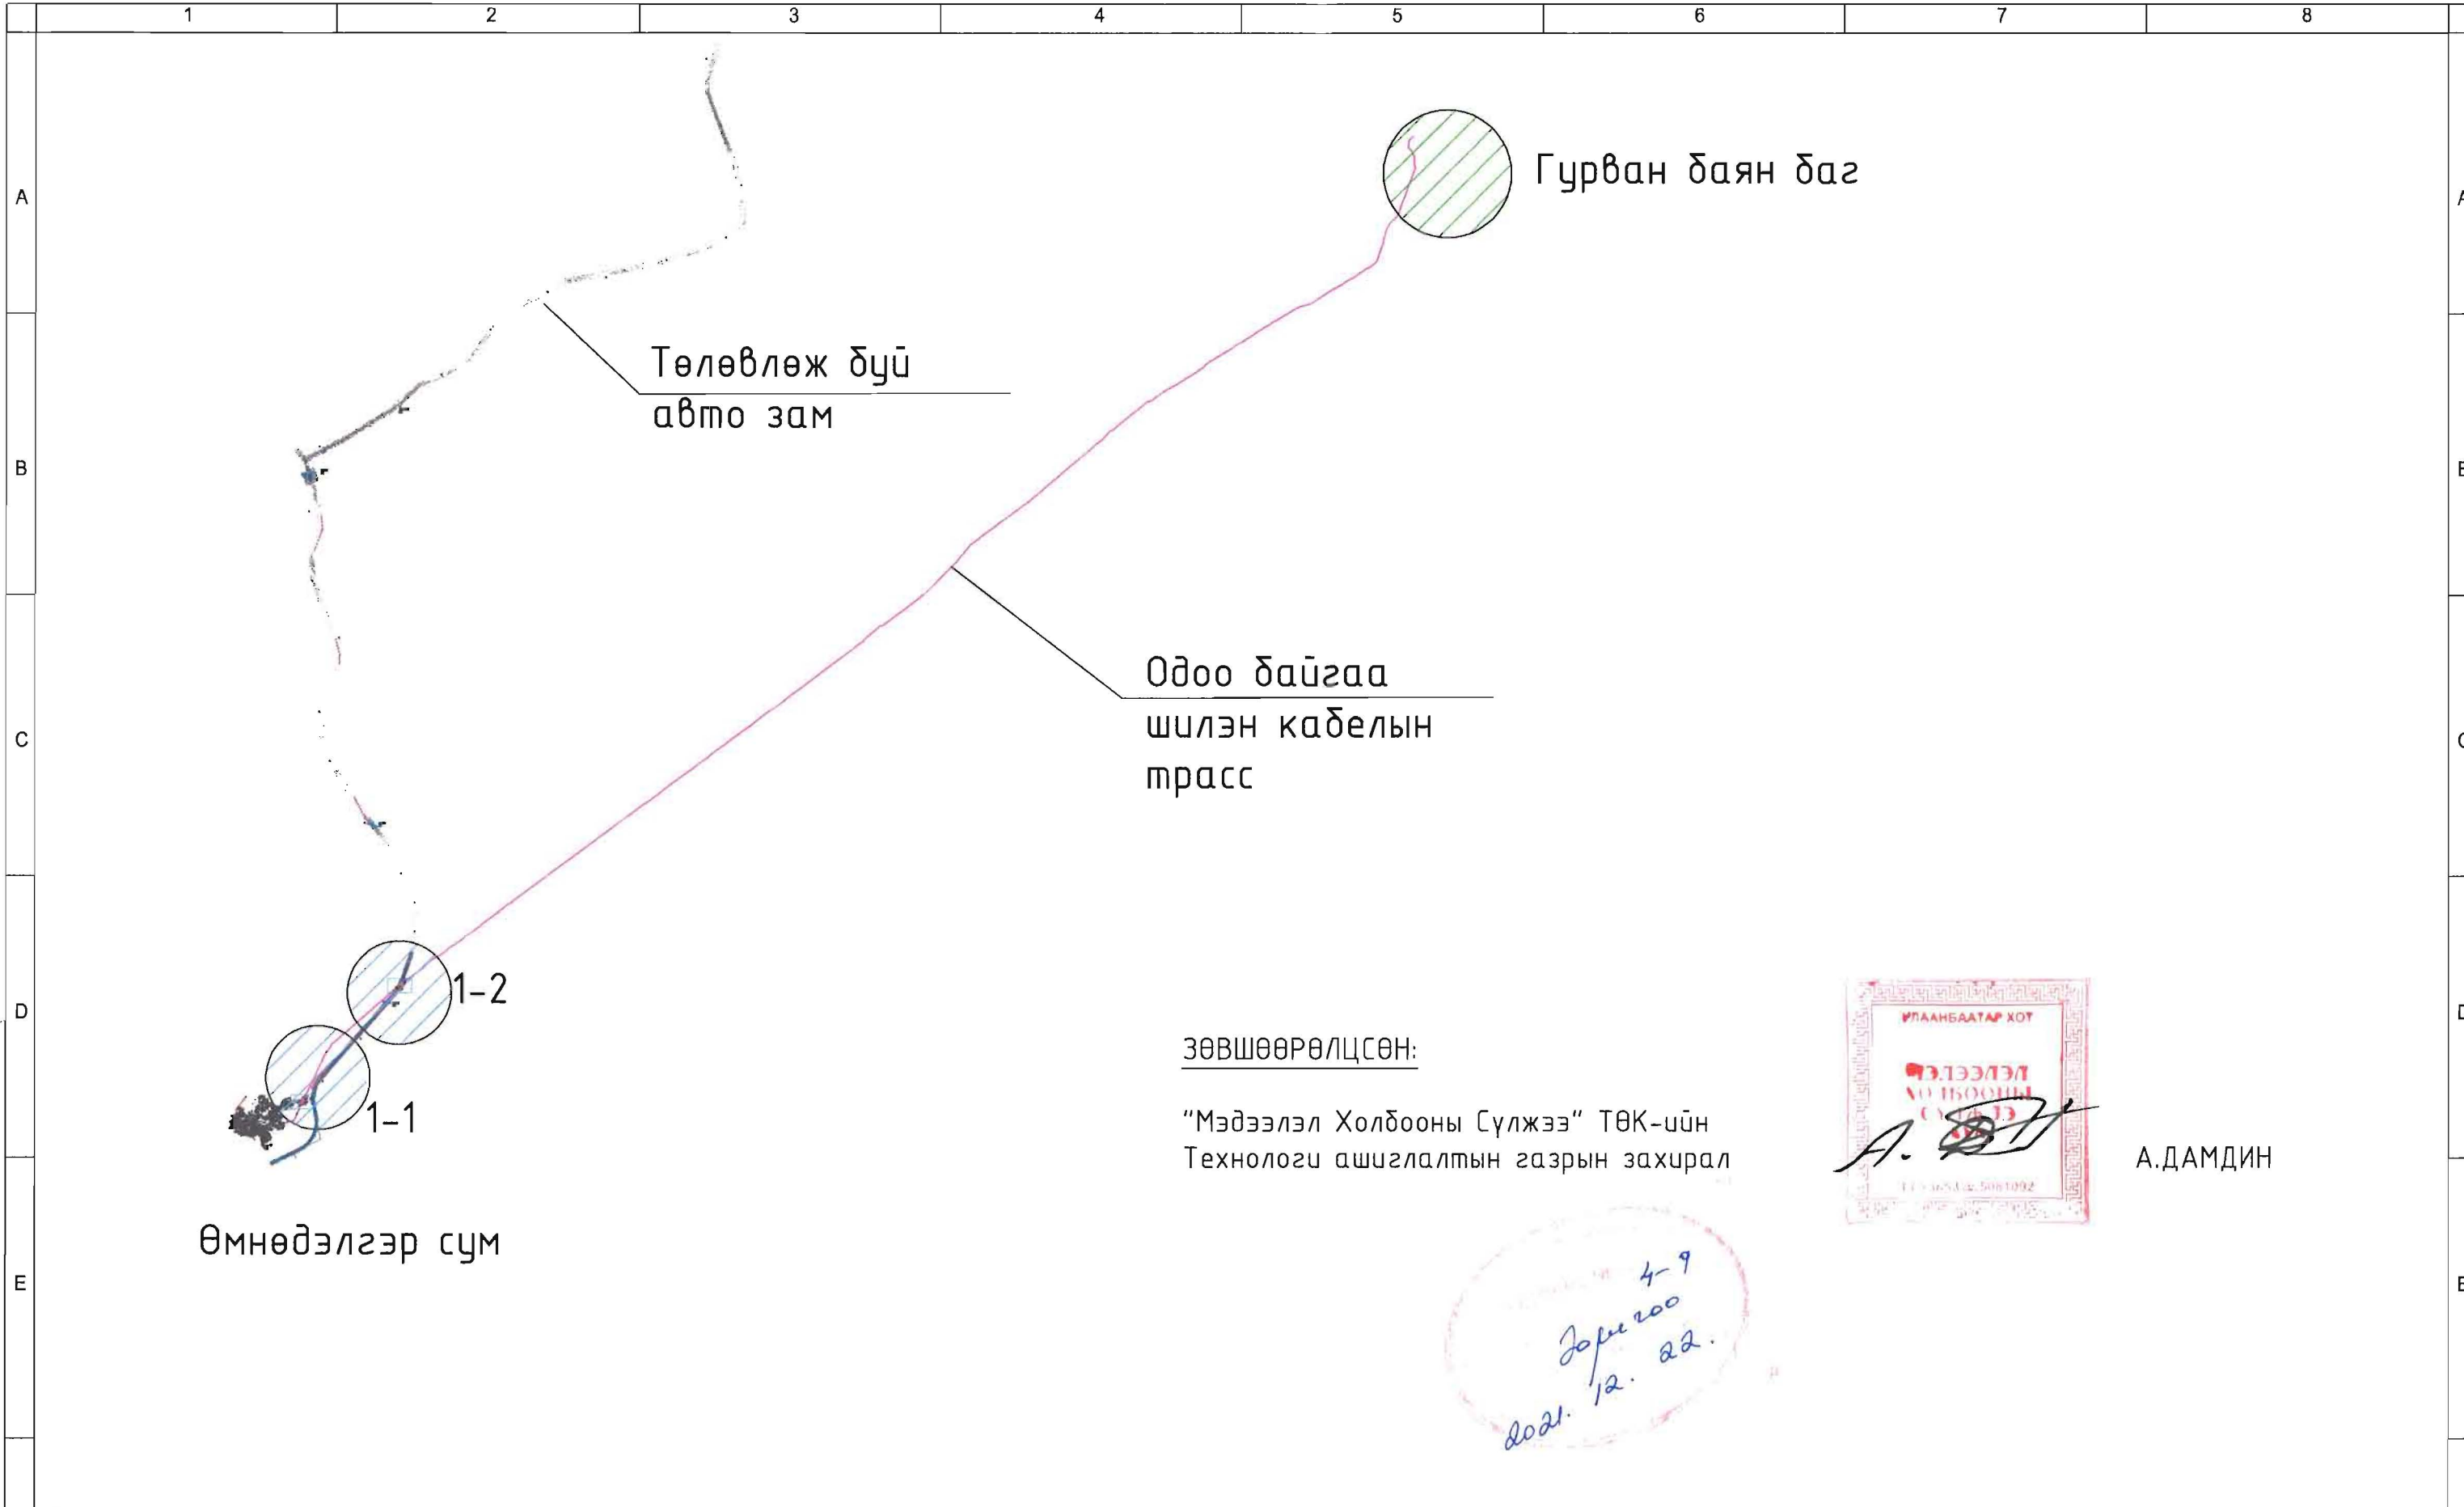 1 2 3 4 5 6 7 8
A
Гурван баян баг
A
Төлөвлөж буй
авто зам
B
Одоо байгаа
шилэн кабелын
трасс
C
1-2
D
1-1
ЗӨВШӨӨРӨЛЦСӨН:
"Мэдээлэл Холбооны Сүлжээ" ТӨК-ийн
Технологи ашиглалтын газрын захирал
УЛААНБААТАР ХОТ
А.ДАМДИН
Өмнөдэлгэр сум
E
4-9
2021. 12. 22.